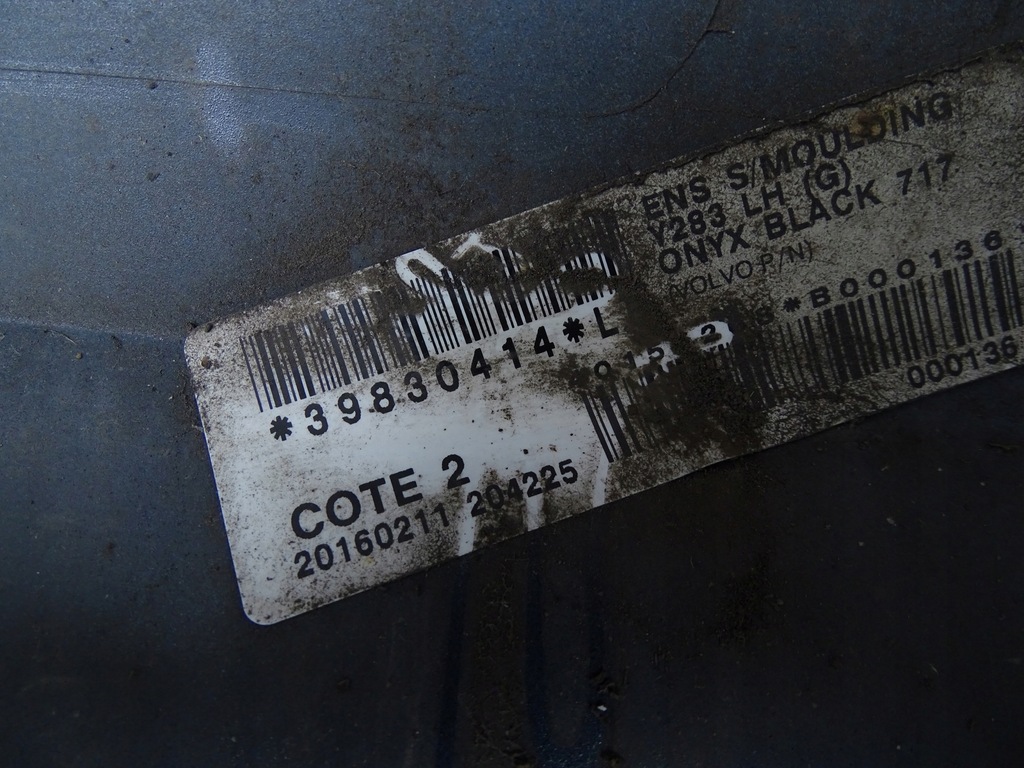 ENS S/MOULDING
Y283 LH (G)
ONYX BLACK 717
(VOLVO P/N)
*39830414*L
*B000136
000136
COTE 2
20160211 204225